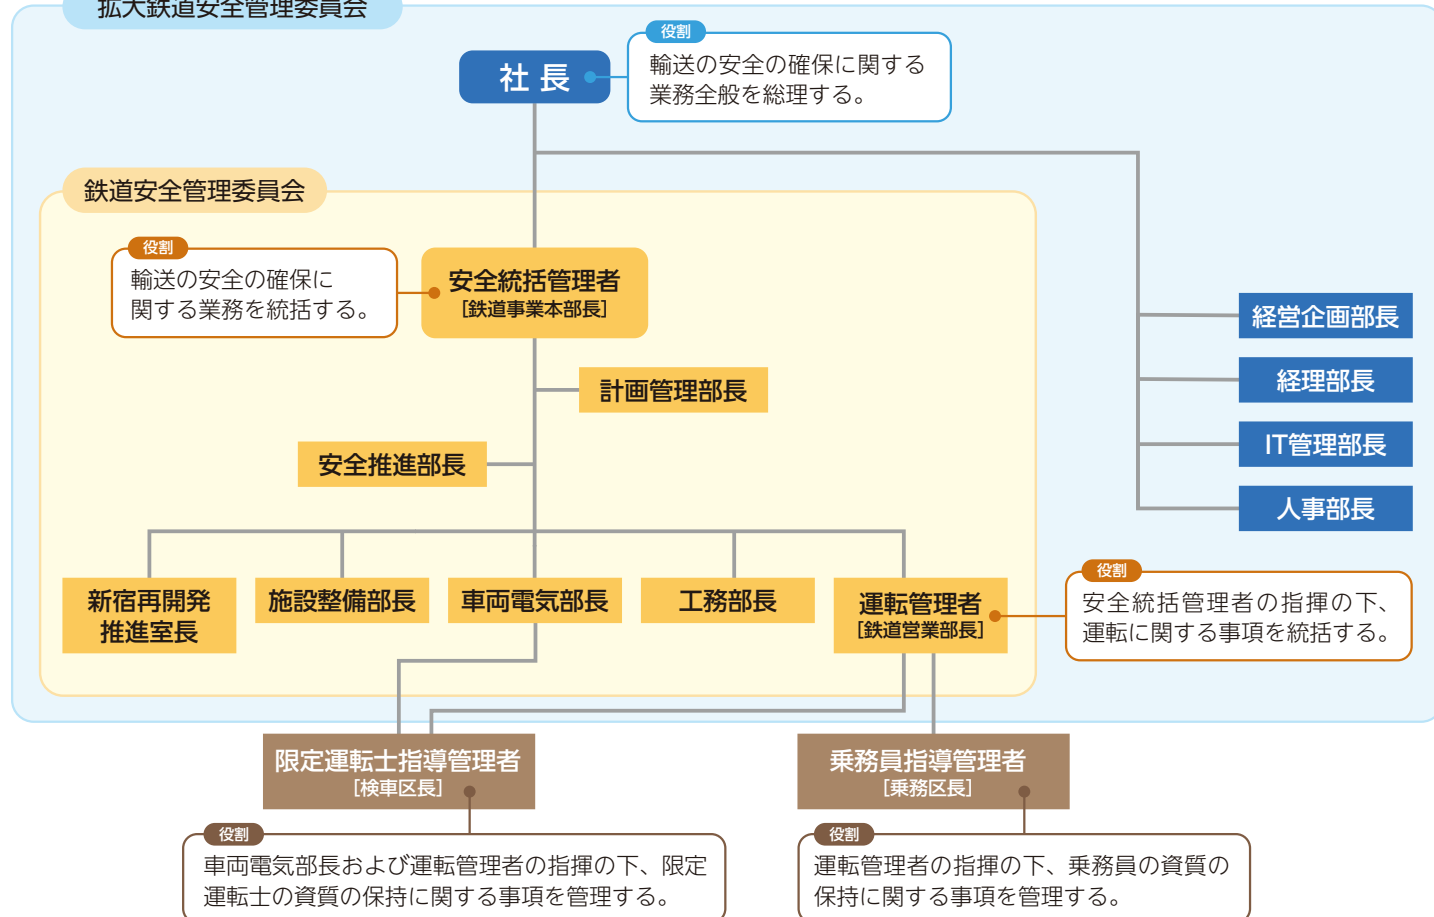 拡大鉄道安全管理委員会
社長
役割
輸送の安全の確保に関する
業務全般を総理する。
鉄道安全管理委員会
役割
輸送の安全の確保に
関する業務を統括する。
安全統括管理者
［鉄道事業本部長］
経営企画部長
計画管理部長
経理部長
安全推進部長
IT管理部長
人事部長
新宿再開発
推進室長
施設整備部長
車両電気部長
工務部長
運転管理者
［鉄道営業部長］
役割
安全統括管理者の指揮の下、
運転に関する事項を統括する。
限定運転士指導管理者
［検車区長］
乗務員指導管理者
［乗務区長］
役割
車両電気部長および運転管理者の指揮の下、限定
運転士の資質の保持に関する事項を管理する。
役割
運転管理者の指揮の下、乗務員の資質の
保持に関する事項を管理する。